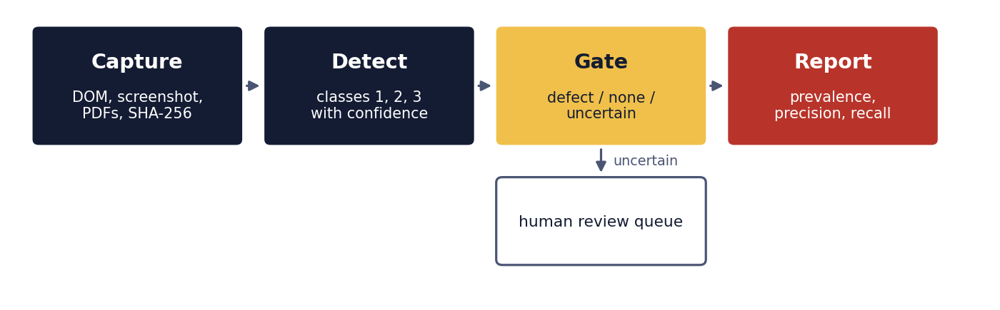 Capture
DOM, screenshot,
PDFs, SHA-256
Detect
classes 1, 2, 3
with confidence
Gate
defect / none /
uncertain
Report
prevalence,
precision, recall
uncertain
human review queue